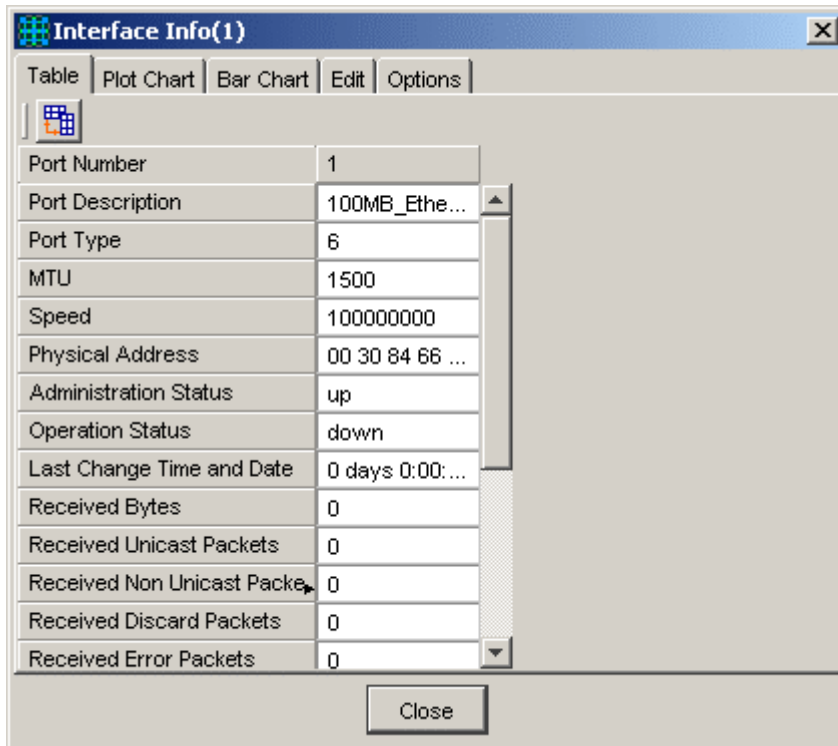 Interface Info(1)
Table Plot Chart Bar Chart Edit Options
Port Number 1
Port Description 100MB_Ethe...
Port Type 6
MTU 1500
Speed 100000000
Physical Address 00 30 84 66 ...
Administration Status up
Operation Status down
Last Change Time and Date 0 days 0:00:...
Received Bytes 0
Received Unicast Packets 0
Received Non Unicast Packe 0
Received Discard Packets 0
Received Error Packets 0
Close